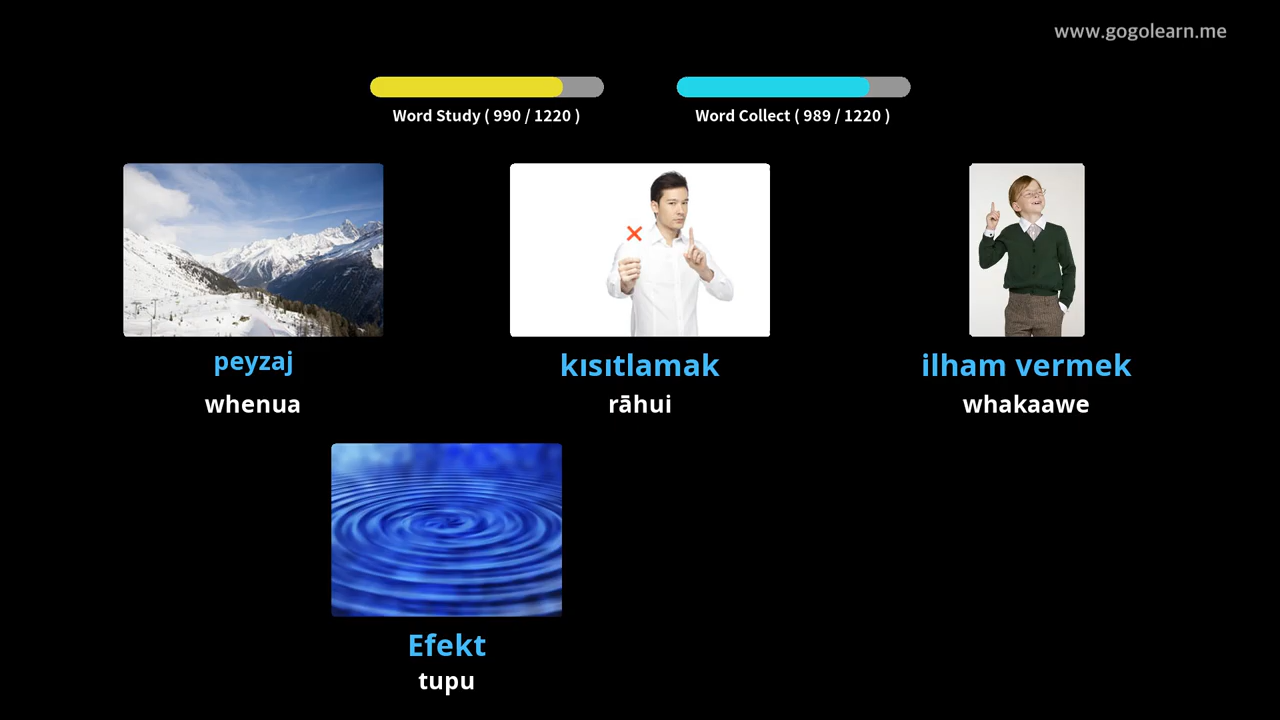 www.gogolearn.me
Word Study ( 990 / 1220 )
Word Collect ( 989 / 1220 )
peyzaj
whenua
kısıtlamak
rāhui
ilham vermek
whakaawe
Efekt
tupu